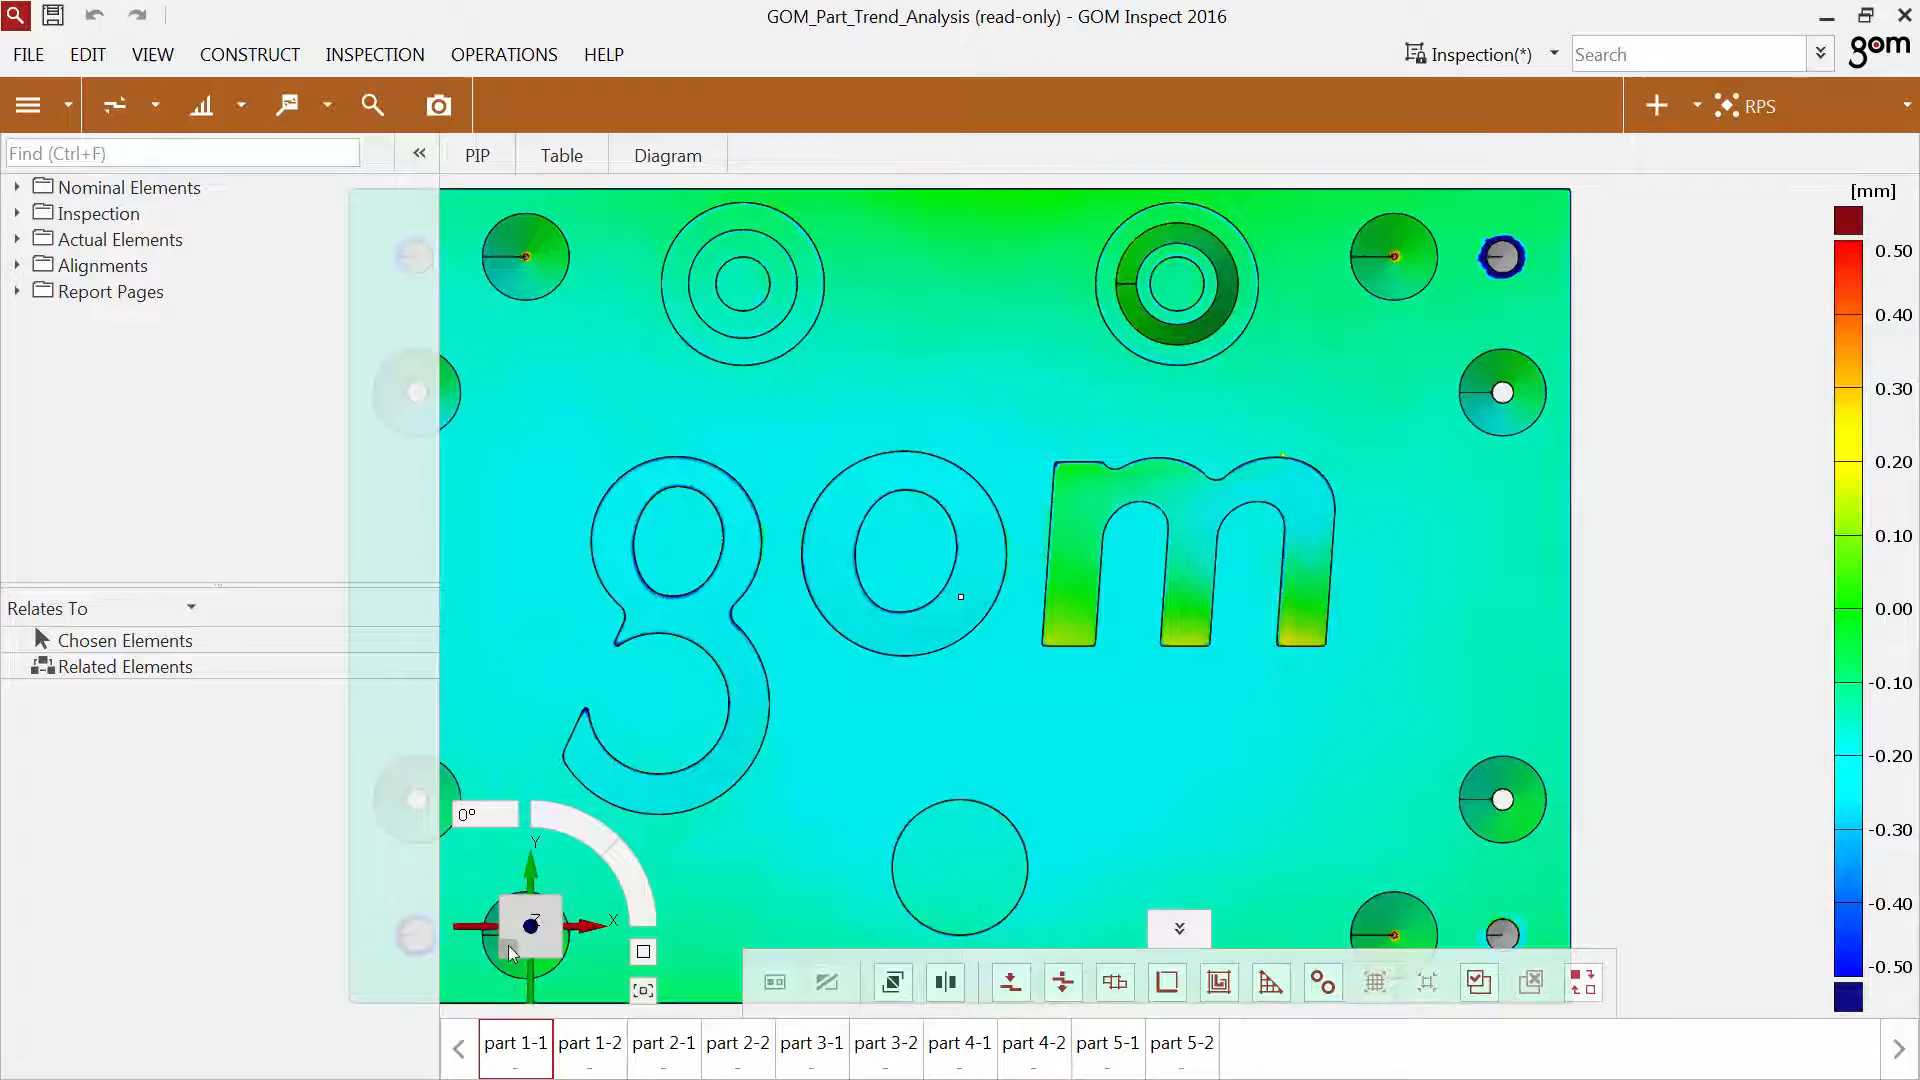 GOM_Part_Trend_Analysis (read-only) - GOM Inspect 2016
FILE EDIT VIEW CONSTRUCT INSPECTION OPERATIONS HELP
Inspection(*)
Search
gom
RPS
Find (Ctrl+F)
«
PIP Table Diagram
Nominal Elements
Inspection
Actual Elements
Alignments
Report Pages
Relates To
Chosen Elements
Related Elements
[mm]
0.50
0.40
0.30
0.20
0.10
0.00
-0.10
-0.20
-0.30
-0.40
-0.50
gom
0°
Y
Z
X
part 1-1 part 1-2 part 2-1 part 2-2 part 3-1 part 3-2 part 4-1 part 4-2 part 5-1 part 5-2
- - - - - - - - - -